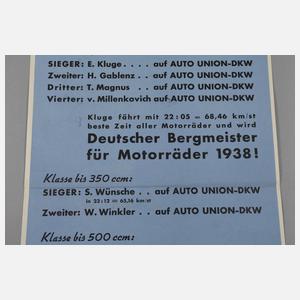 SIEGER: E. Kluge . . . . auf AUTO UNION-DKW
Zweiter: H. Gablenz . . auf AUTO UNION-DKW
Dritter: T. Magnus . . auf AUTO UNION-DKW
Vierter: v. Millenkovich auf AUTO UNION-DKW
Kluge fährt mit 22:05 = 68,46 km/st
beste Zeit aller Motorräder und wird
Deutscher Bergmeister
für Motorräder 1938!
Klasse bis 350 ccm:
SIEGER: S. Wünsche . . auf AUTO UNION-DKW
in 23:12 = 65,16 km/st
Zweiter: W. Winkler . . auf AUTO UNION-DKW
Klasse bis 500 ccm: